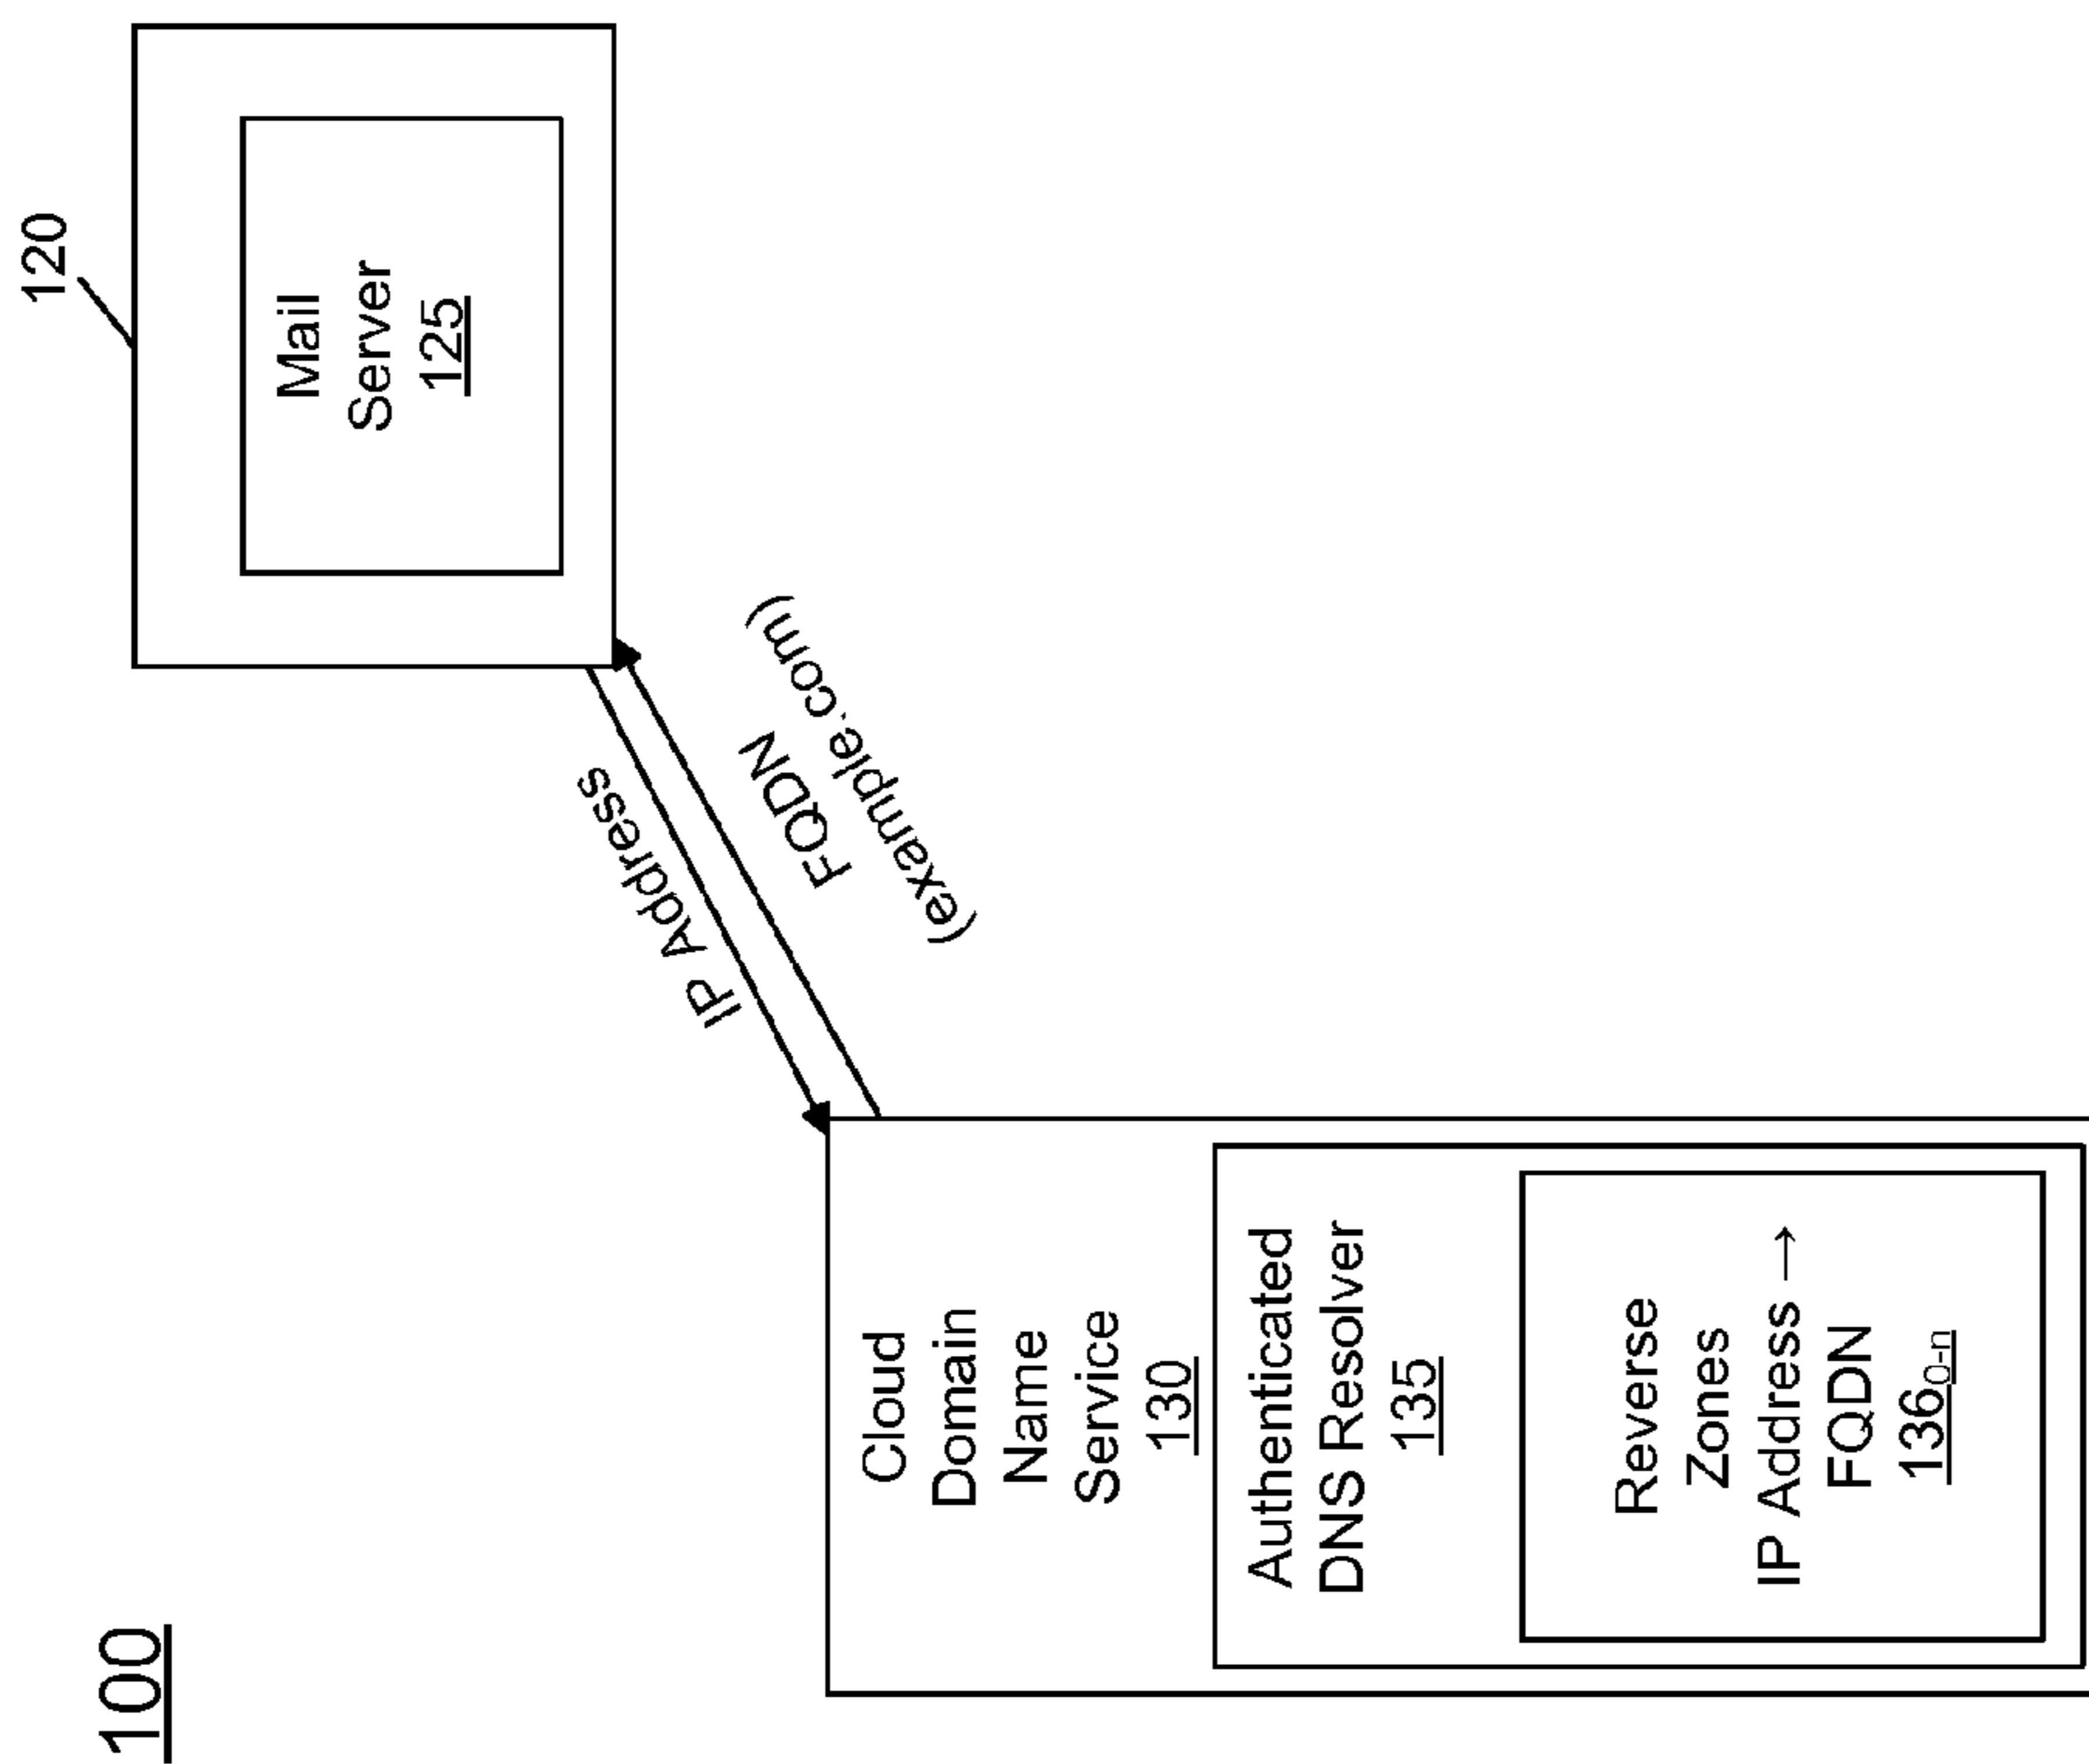 100
120
Mail
Server
125
IP Address
FQDN
(example.com)
Cloud
Domain
Name
Service
130
Authenticated
DNS Resolver
135
Reverse
Zones
IP Address →
FQDN
136₀₋ₙ